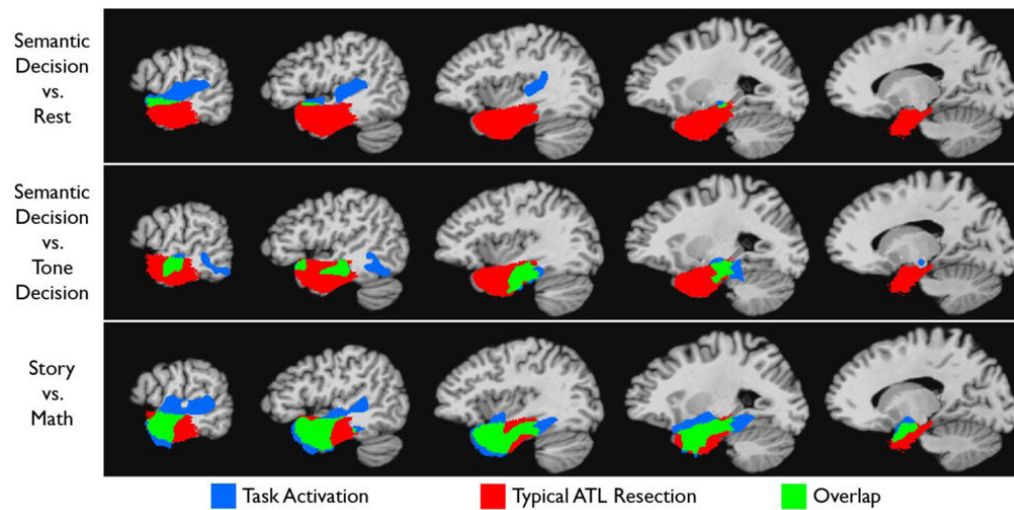 Semantic
Decision
vs.
Rest
Semantic
Decision
vs.
Tone
Decision
Story
vs.
Math
Task Activation
Typical ATL Resection
Overlap